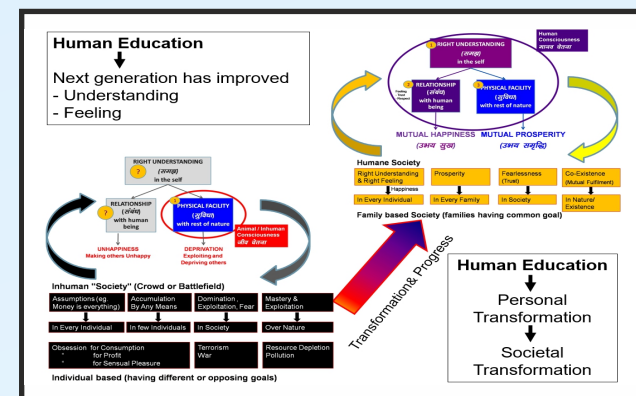 Human Education
Next generation has improved
- Understanding
- Feeling
1
RIGHT UNDERSTANDING
(समझ)
in the self
Human
Consciousness
मानव चेतना
2
RELATIONSHIP
(संबंध)
with human
being
3
PHYSICAL FACILITY
(सुविधा)
with rest of nature
MUTUAL HAPPINESS
(उभय सुख)
MUTUAL PROSPERITY
(उभय समृद्धि)
Humane Society
Right Understanding
& Right Feeling
Prosperity
Fearlessness
(Trust)
Co-Existence
(Mutual Fulfilment)
Happiness
In Every Individual
In Every Family
In Society
In Nature/
Existence
Family based Society (families having common goal)
RIGHT UNDERSTANDING
?
(समझ)
in the self
RELATIONSHIP
?
(संबंध)
with human
being
PHYSICAL FACILITY
(सुविधा)
with rest of nature
Animal / Inhuman
Consciousness
जीव चेतना
UNHAPPINESS
Making others Unhappy
DEPRIVATION
Exploiting and
Depriving others
Inhuman "Society" (Crowd or Battlefield)
Assumptions (eg.
Money is everything)
Accumulation
By Any Means
Domination,
Exploitation, Fear
Mastery &
Exploitation
In Every Individual
In few Individuals
In Society
Over Nature
Obsession for Consumption
" for Profit
" for Sensual Pleasure
Terrorism
War
Resource Depletion
Pollution
Individual based (having different or opposing goals)
Transformation& Progress
Human Education
Personal
Transformation
Societal
Transformation